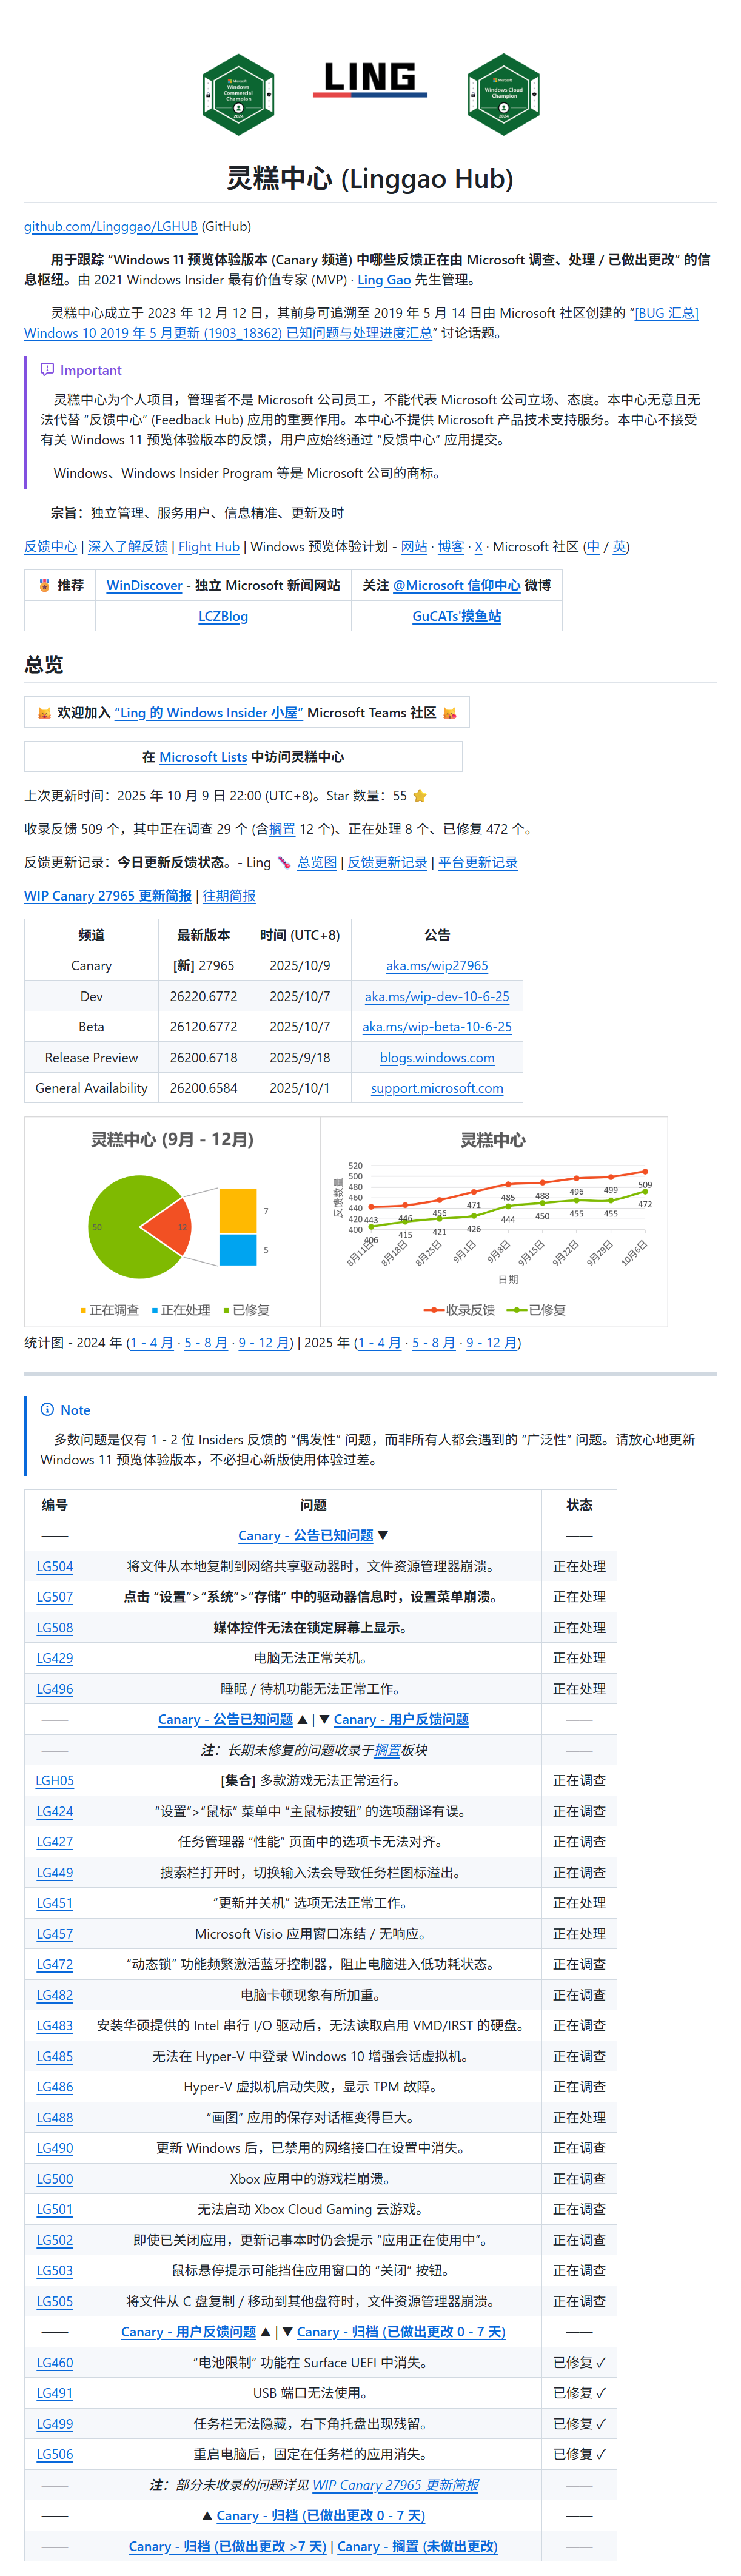 Microsoft
Windows
Commercial
Champion
2024
LING
Microsoft
Windows Cloud
Champion
2024
灵糕中心 (Linggao Hub)
github.com/Lingggao/LGHUB (GitHub)
用于跟踪 “Windows 11 预览体验版本 (Canary 频道) 中哪些反馈正在由 Microsoft 调查、处理 / 已做出更改” 的信
息枢纽。由 2021 Windows Insider 最有价值专家 (MVP) · Ling Gao 先生管理。
灵糕中心成立于 2023 年 12 月 12 日，其前身可追溯至 2019 年 5 月 14 日由 Microsoft 社区创建的 “[BUG 汇总]
Windows 10 2019 年 5 月更新 (1903_18362) 已知问题与处理进度汇总” 讨论话题。
Important
灵糕中心为个人项目，管理者不是 Microsoft 公司员工，不能代表 Microsoft 公司立场、态度。本中心无意且无
法代替 “反馈中心” (Feedback Hub) 应用的重要作用。本中心不提供 Microsoft 产品技术支持服务。本中心不接受
有关 Windows 11 预览体验版本的反馈，用户应始终通过 “反馈中心” 应用提交。
Windows、Windows Insider Program 等是 Microsoft 公司的商标。
宗旨：独立管理、服务用户、信息精准、更新及时
反馈中心 | 深入了解反馈 | Flight Hub | Windows 预览体验计划 - 网站 · 博客 · X · Microsoft 社区 (中 / 英)
推荐 WinDiscover - 独立 Microsoft 新闻网站 关注 @Microsoft 信仰中心 微博
LCZBlog GuCATs'摸鱼站
总览
欢迎加入 “Ling 的 Windows Insider 小屋” Microsoft Teams 社区
在 Microsoft Lists 中访问灵糕中心
上次更新时间：2025 年 10 月 9 日 22:00 (UTC+8)。Star 数量：55
收录反馈 509 个，其中正在调查 29 个 (含搁置 12 个)、正在处理 8 个、已修复 472 个。
反馈更新记录：今日更新反馈状态。- Ling 总览图 | 反馈更新记录 | 平台更新记录
WIP Canary 27965 更新简报 | 往期简报
频道 最新版本 时间 (UTC+8) 公告
Canary [新] 27965 2025/10/9 aka.ms/wip27965
Dev 26220.6772 2025/10/7 aka.ms/wip-dev-10-6-25
Beta 26120.6772 2025/10/7 aka.ms/wip-beta-10-6-25
Release Preview 26200.6718 2025/9/18 blogs.windows.com
General Availability 26200.6584 2025/10/1 support.microsoft.com
灵糕中心 (9月 - 12月)
50
12
7
5
正在调查 正在处理 已修复
灵糕中心
反馈数量
520
500
480
460
440
420
400
443 446 456 471 485 488 496 499 509
406 415 421 426 444 450 455 455 472
8月11日 8月18日 8月25日 9月1日 9月8日 9月15日 9月22日 9月29日 10月6日
日期
收录反馈 已修复
统计图 - 2024 年 (1 - 4 月 · 5 - 8 月 · 9 - 12 月) | 2025 年 (1 - 4 月 · 5 - 8 月 · 9 - 12 月)
Note
多数问题是仅有 1 - 2 位 Insiders 反馈的 “偶发性” 问题，而非所有人都会遇到的 “广泛性” 问题。请放心地更新
Windows 11 预览体验版本，不必担心新版使用体验过差。
编号 问题 状态
—— Canary - 公告已知问题 ▼ ——
LG504 将文件从本地复制到网络共享驱动器时，文件资源管理器崩溃。 正在处理
LG507 点击 “设置”>“系统”>“存储” 中的驱动器信息时，设置菜单崩溃。 正在处理
LG508 媒体控件无法在锁定屏幕上显示。 正在处理
LG429 电脑无法正常关机。 正在处理
LG496 睡眠 / 待机功能无法正常工作。 正在处理
—— Canary - 公告已知问题 ▲ | ▼ Canary - 用户反馈问题 ——
—— 注：长期未修复的问题收录于搁置板块 ——
LGH05 [集合] 多款游戏无法正常运行。 正在调查
LG424 “设置”>“鼠标” 菜单中 “主鼠标按钮” 的选项翻译有误。 正在调查
LG427 任务管理器 “性能” 页面中的选项卡无法对齐。 正在调查
LG449 搜索栏打开时，切换输入法会导致任务栏图标溢出。 正在调查
LG451 “更新并关机” 选项无法正常工作。 正在处理
LG457 Microsoft Visio 应用窗口冻结 / 无响应。 正在处理
LG472 “动态锁” 功能频繁激活蓝牙控制器，阻止电脑进入低功耗状态。 正在调查
LG482 电脑卡顿现象有所加重。 正在调查
LG483 安装华硕提供的 Intel 串行 I/O 驱动后，无法读取启用 VMD/IRST 的硬盘。 正在调查
LG485 无法在 Hyper-V 中登录 Windows 10 增强会话虚拟机。 正在调查
LG486 Hyper-V 虚拟机启动失败，显示 TPM 故障。 正在调查
LG488 “画图” 应用的保存对话框变得巨大。 正在处理
LG490 更新 Windows 后，已禁用的网络接口在设置中消失。 正在调查
LG500 Xbox 应用中的游戏栏崩溃。 正在调查
LG501 无法启动 Xbox Cloud Gaming 云游戏。 正在调查
LG502 即使已关闭应用，更新记事本时仍会提示 “应用正在使用中”。 正在调查
LG503 鼠标悬停提示可能挡住应用窗口的 “关闭” 按钮。 正在调查
LG505 将文件从 C 盘复制 / 移动到其他盘符时，文件资源管理器崩溃。 正在调查
—— Canary - 用户反馈问题 ▲ | ▼ Canary - 归档 (已做出更改 0 - 7 天) ——
LG460 “电池限制” 功能在 Surface UEFI 中消失。 已修复 ✓
LG491 USB 端口无法使用。 已修复 ✓
LG499 任务栏无法隐藏，右下角托盘出现残留。 已修复 ✓
LG506 重启电脑后，固定在任务栏的应用消失。 已修复 ✓
—— 注：部分未收录的问题详见 WIP Canary 27965 更新简报 ——
—— ▲ Canary - 归档 (已做出更改 0 - 7 天) ——
—— Canary - 归档 (已做出更改 >7 天) | Canary - 搁置 (未做出更改) ——